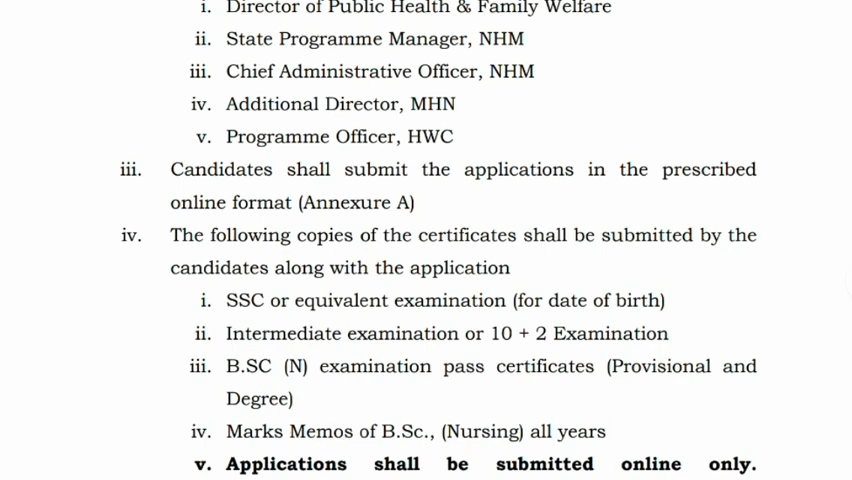 i. Director of Public Health & Family Welfare
ii. State Programme Manager, NHM
iii. Chief Administrative Officer, NHM
iv. Additional Director, MHN
v. Programme Officer, HWC
iii. Candidates shall submit the applications in the prescribed
online format (Annexure A)
iv. The following copies of the certificates shall be submitted by the
candidates along with the application
i. SSC or equivalent examination (for date of birth)
ii. Intermediate examination or 10 + 2 Examination
iii. B.SC (N) examination pass certificates (Provisional and
Degree)
iv. Marks Memos of B.Sc., (Nursing) all years
v. Applications shall be submitted online only.